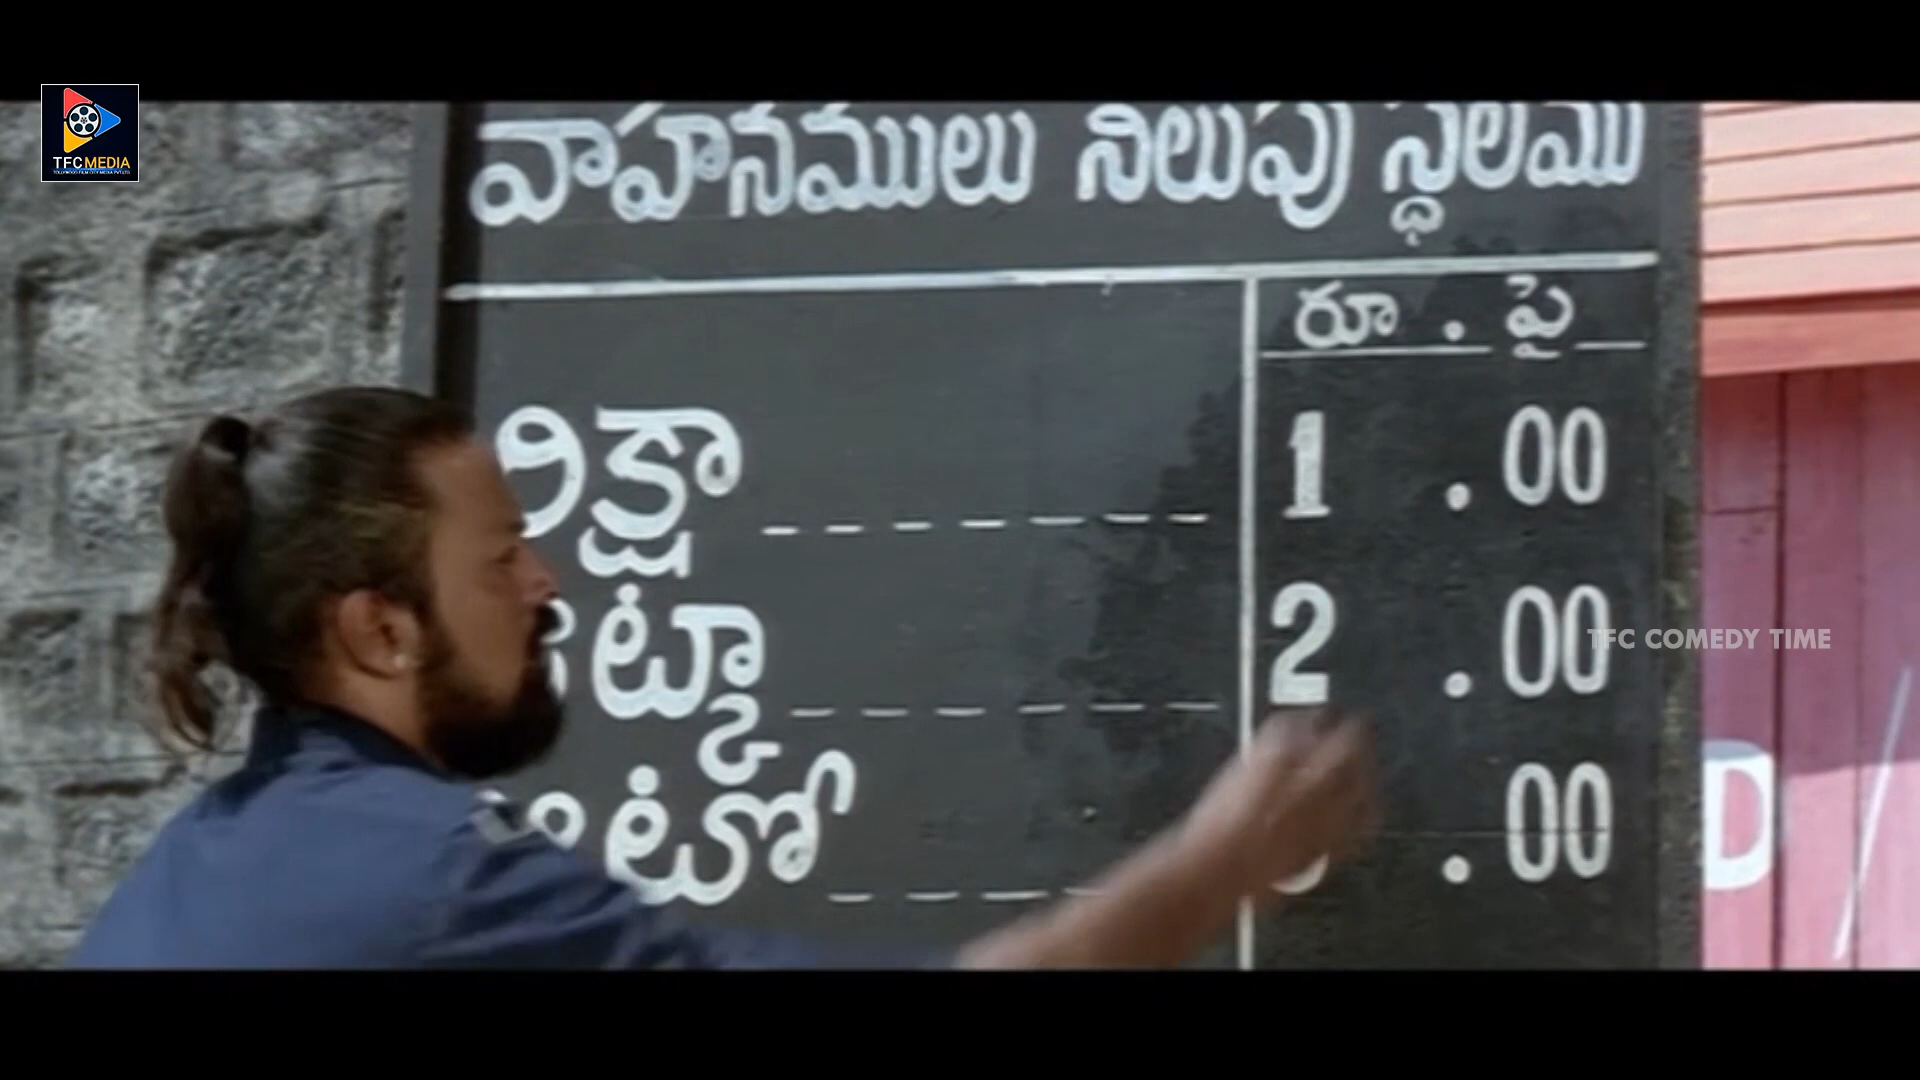 TFC MEDIA
వాహనములు నిలుపు స్థలము
రూ . పై
రిక్షా - - - - - - - 1 . 00
ట్కా - - - - - - 2 . 00
TFC COMEDY TIME
టో - - - - . 00
D